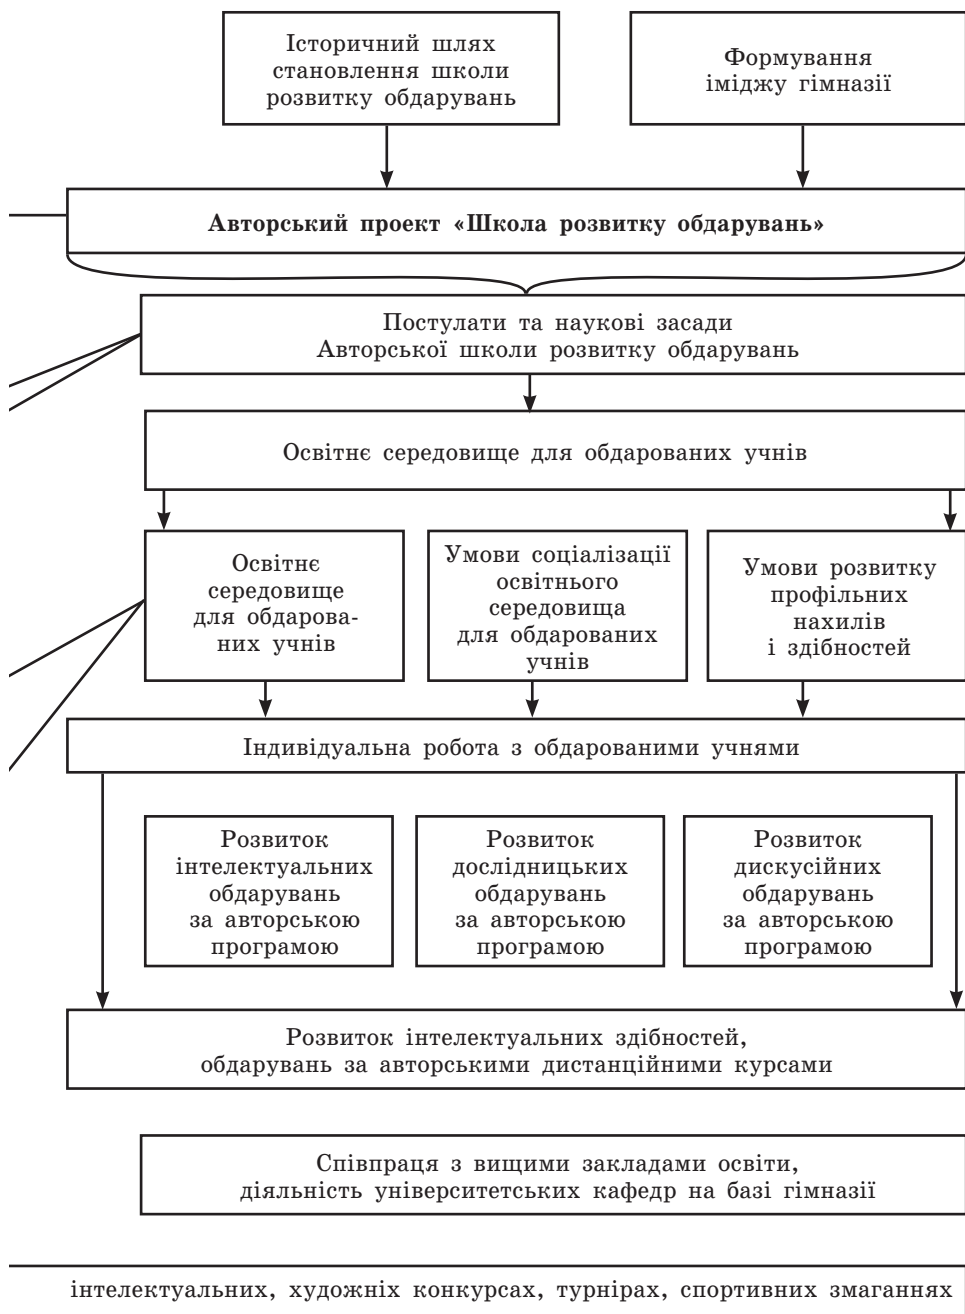 Історичний шлях
становлення школи
розвитку обдарувань
Формування
іміджу гімназії
Авторський проект «Школа розвитку обдарувань»
Постулати та наукові засади
Авторської школи розвитку обдарувань
Освітнє середовище для обдарованих учнів
Освітнє
середовище
для обдарова-
них учнів
Умови соціалізації
освітнього
середовища
для обдарованих
учнів
Умови розвитку
профільних
нахилів
і здібностей
Індивідуальна робота з обдарованими учнями
Розвиток
інтелектуальних
обдарувань
за авторською
програмою
Розвиток
дослідницьких
обдарувань
за авторською
програмою
Розвиток
дискусійних
обдарувань
за авторською
програмою
Розвиток інтелектуальних здібностей,
обдарувань за авторськими дистанційними курсами
Співпраця з вищими закладами освіти,
діяльність університетських кафедр на базі гімназії
інтелектуальних, художніх конкурсах, турнірах, спортивних змаганнях